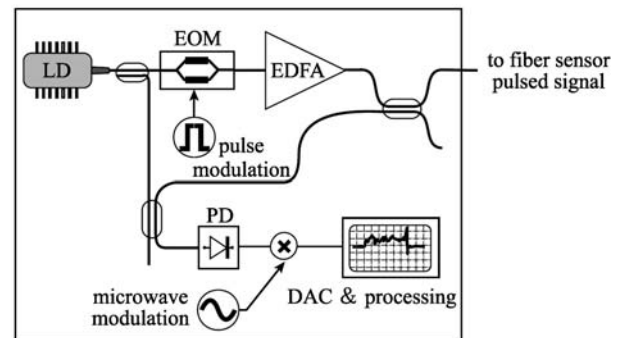 EOM
LD
EDFA
to fiber sensor
pulsed signal
pulse
modulation
PD
microwave
modulation
DAC & processing